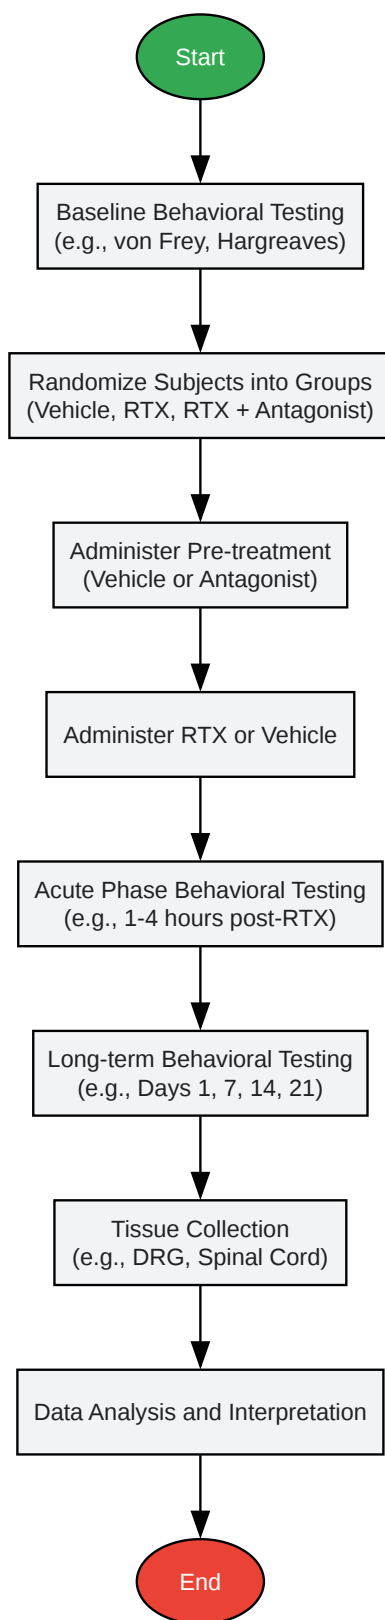 Start
Baseline Behavioral Testing
(e.g., von Frey, Hargreaves)
Randomize Subjects into Groups
(Vehicle, RTX, RTX + Antagonist)
Administer Pre-treatment
(Vehicle or Antagonist)
Administer RTX or Vehicle
Acute Phase Behavioral Testing
(e.g., 1-4 hours post-RTX)
Long-term Behavioral Testing
(e.g., Days 1, 7, 14, 21)
Tissue Collection
(e.g., DRG, Spinal Cord)
Data Analysis and Interpretation
End